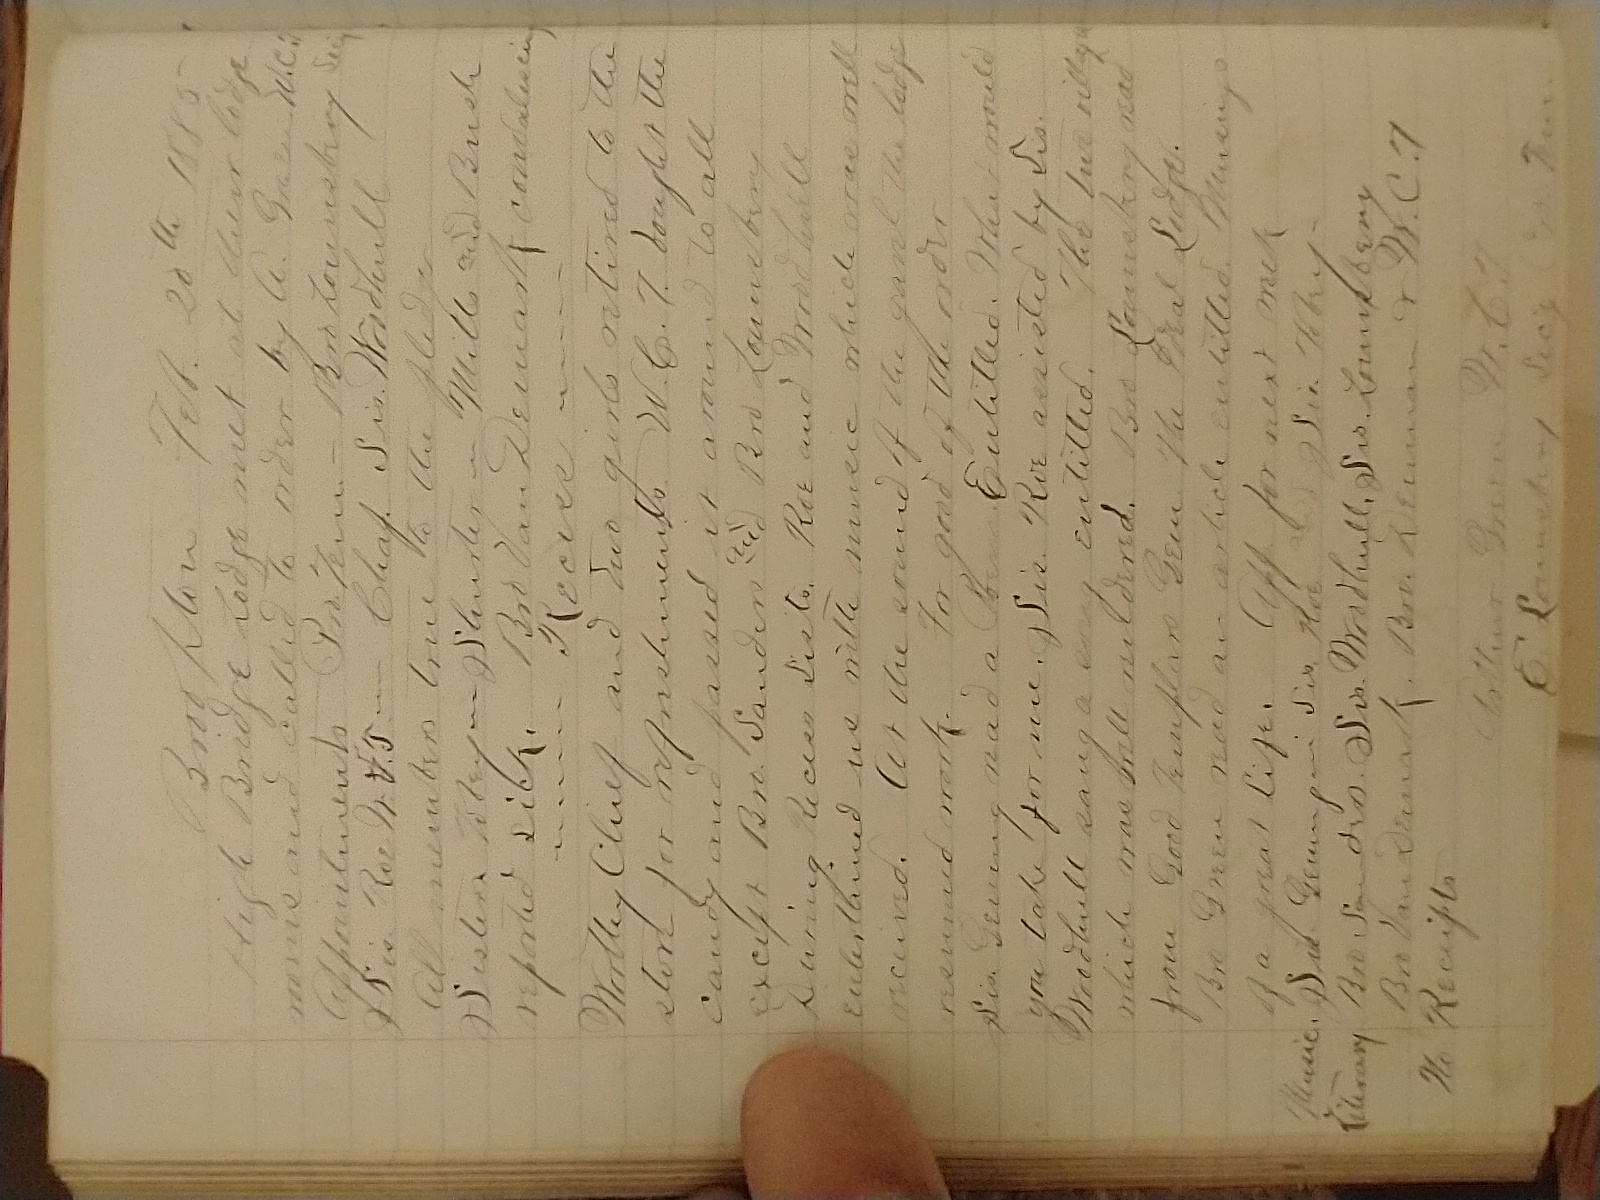 Brooklton Feb. 20th 1885
High Bridge Lodge met at their lodge
rooms and called to order by A. Green W.C.T
Appointments Pro. Tem. — Bro Lounsbery Secy
Sis. Roe W.V.T. — Chap. Sis. Woodhull
All members true to the pledge
Sisters Tobey — Shurter — Mills and Bush
reported sick. Bro Van Demark convalescing
Recess
Worthy Chief and two girls retired to the
store for refreshments. W.C.T. bought the
candy and passed it around to all
except Bro. Sanders and Bro Lounsbery
During Recess Sists. Roe and Woodhull
entertained us with music which was well
received. At the sound of the gavel the lodge
resumed work. For good of the order
Sis. Genung read a Poem Entitled. What would
you take for me. Sis. Roe assisted by Sis.
Woodhull sang a song entitled. The two villages
which was well rendered. Bro Lounsbery read
from Good Templars Gem. The Ideal Lodge.
Bro Green read an article entitled. Musings
of a great Life. App. for next week
Music. Sis. Genung — Sis. Roe and Sis. Tobey —
Literary Bro. Sanders. Sis. Woodhull, Sis. Lounsbery
Bro Van Demark. Bro. Denman & W.C.T
No Receipts
Arthur Green W.C.T
E Lounsbery Secy Pro. Tem.